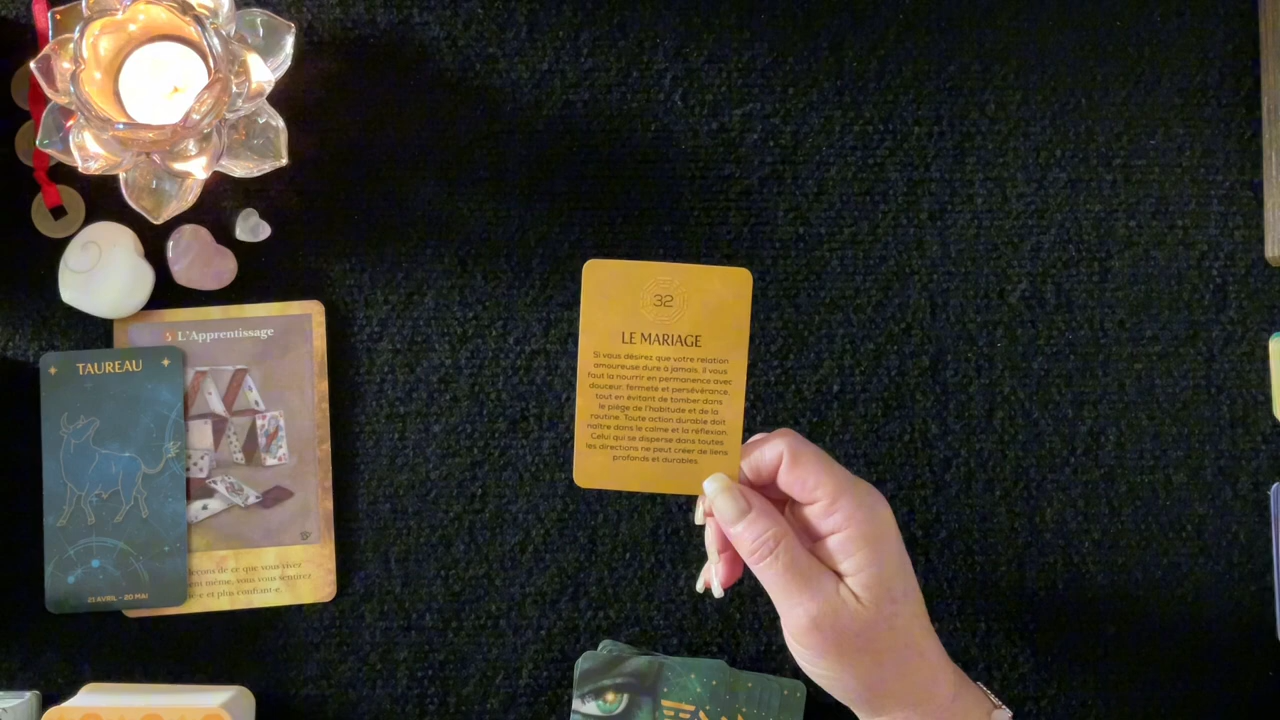 5 L'Apprentissage
TAUREAU
leçons de ce que vous vivez
ent même, vous vous sentirez
et plus confiant-e.
21 AVRIL - 20 MAI
32
LE MARIAGE
Si vous désirez que votre relation
amoureuse dure à jamais, il vous
faut la nourrir en permanence avec
douceur, fermeté et persévérance,
tout en évitant de tomber dans
le piège de l'habitude et de la
routine. Toute action durable doit
naître dans le calme et la réflexion.
Celui qui se disperse dans toutes
les directions ne peut créer de liens
profonds et durables.